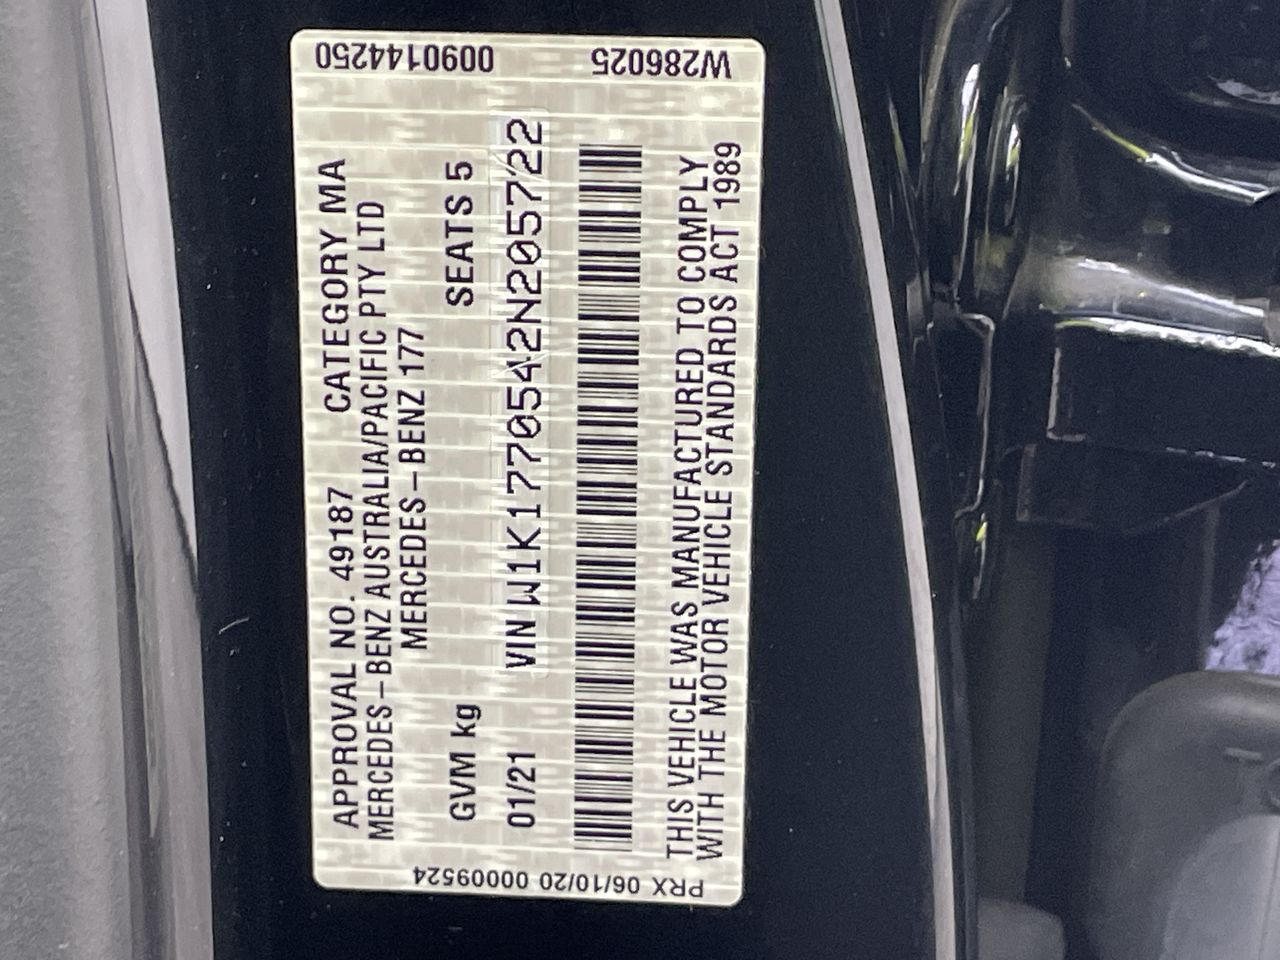 APPROVAL NO. 49187 CATEGORY MA
MERCEDES-BENZ AUSTRALIA/PACIFIC PTY LTD
MERCEDES-BENZ 177
GVM kg SEATS 5
01/21 VIN W1K1770542N205722
THIS VEHICLE WAS MANUFACTURED TO COMPLY
WITH THE MOTOR VEHICLE STANDARDS ACT 1989
0090144250
W286025
PRX 06/10/20 00009524